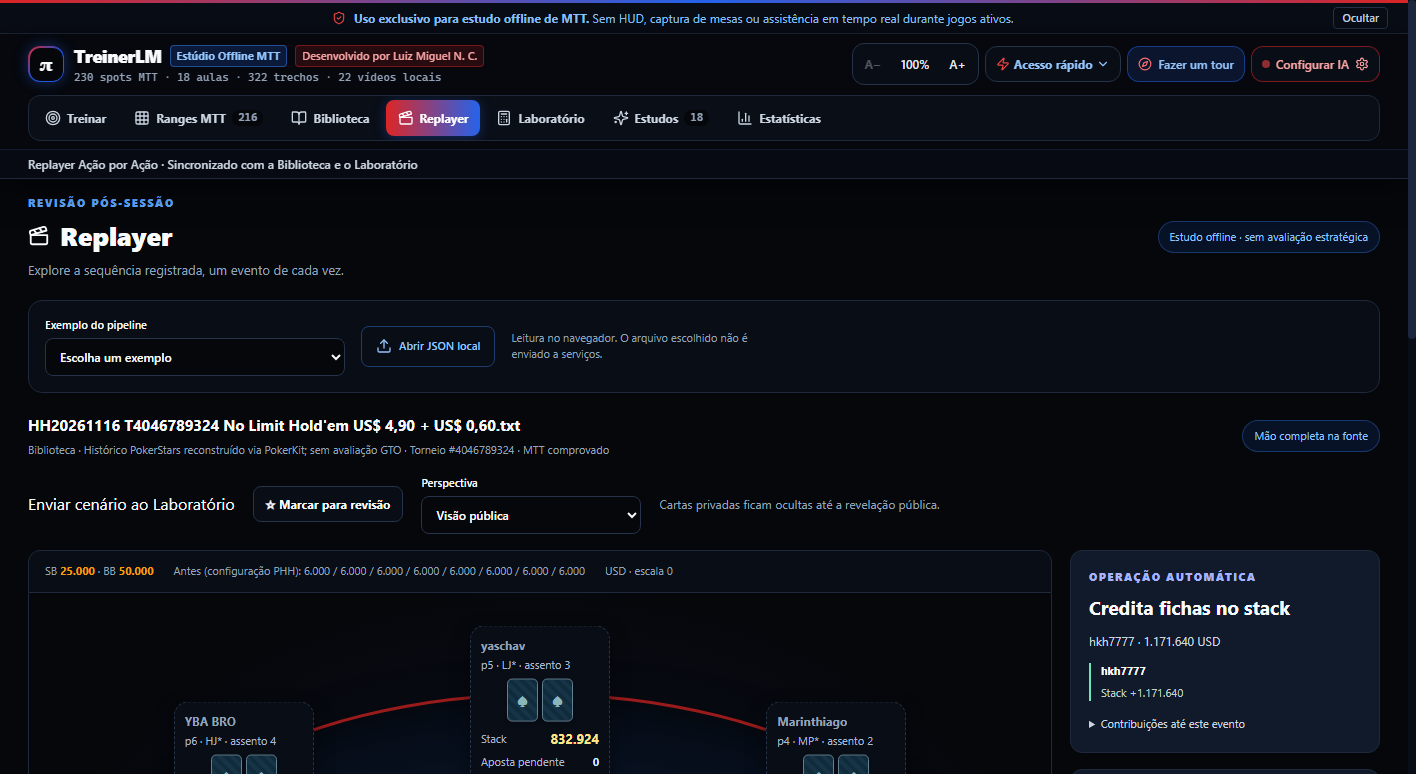 Uso exclusivo para estudo offline de MTT. Sem HUD, captura de mesas ou assistência em tempo real durante jogos ativos.
Ocultar
π
TreinerLM
Estúdio Offline MTT
Desenvolvido por Luiz Miguel N. C.
230 spots MTT · 18 aulas · 322 trechos · 22 vídeos locais
A−
100%
A+
Acesso rápido
Fazer um tour
Configurar IA
Treinar
Ranges MTT 216
Biblioteca
Replayer
Laboratório
Estudos 18
Estatísticas
Replayer Ação por Ação · Sincronizado com a Biblioteca e o Laboratório
REVISÃO PÓS-SESSÃO
Replayer
Estudo offline · sem avaliação estratégica
Explore a sequência registrada, um evento de cada vez.
Exemplo do pipeline
Escolha um exemplo
Abrir JSON local
Leitura no navegador. O arquivo escolhido não é
enviado a serviços.
HH20261116 T4046789324 No Limit Hold'em US$ 4,90 + US$ 0,60.txt
Biblioteca · Histórico PokerStars reconstruído via PokerKit; sem avaliação GTO · Torneio #4046789324 · MTT comprovado
Mão completa na fonte
Enviar cenário ao Laboratório
☆ Marcar para revisão
Perspectiva
Visão pública
Cartas privadas ficam ocultas até a revelação pública.
SB 25.000 · BB 50.000
Antes (configuração PHH): 6.000 / 6.000 / 6.000 / 6.000 / 6.000 / 6.000 / 6.000 / 6.000
USD · escala 0
yaschav
p5 · LJ* · assento 3
Stack 832.924
Aposta pendente 0
YBA BRO
p6 · HJ* · assento 4
Marinthiago
p4 · MP* · assento 2
OPERAÇÃO AUTOMÁTICA
Credita fichas no stack
hkh7777 · 1.171.640 USD
hkh7777
Stack +1.171.640
▸ Contribuições até este evento